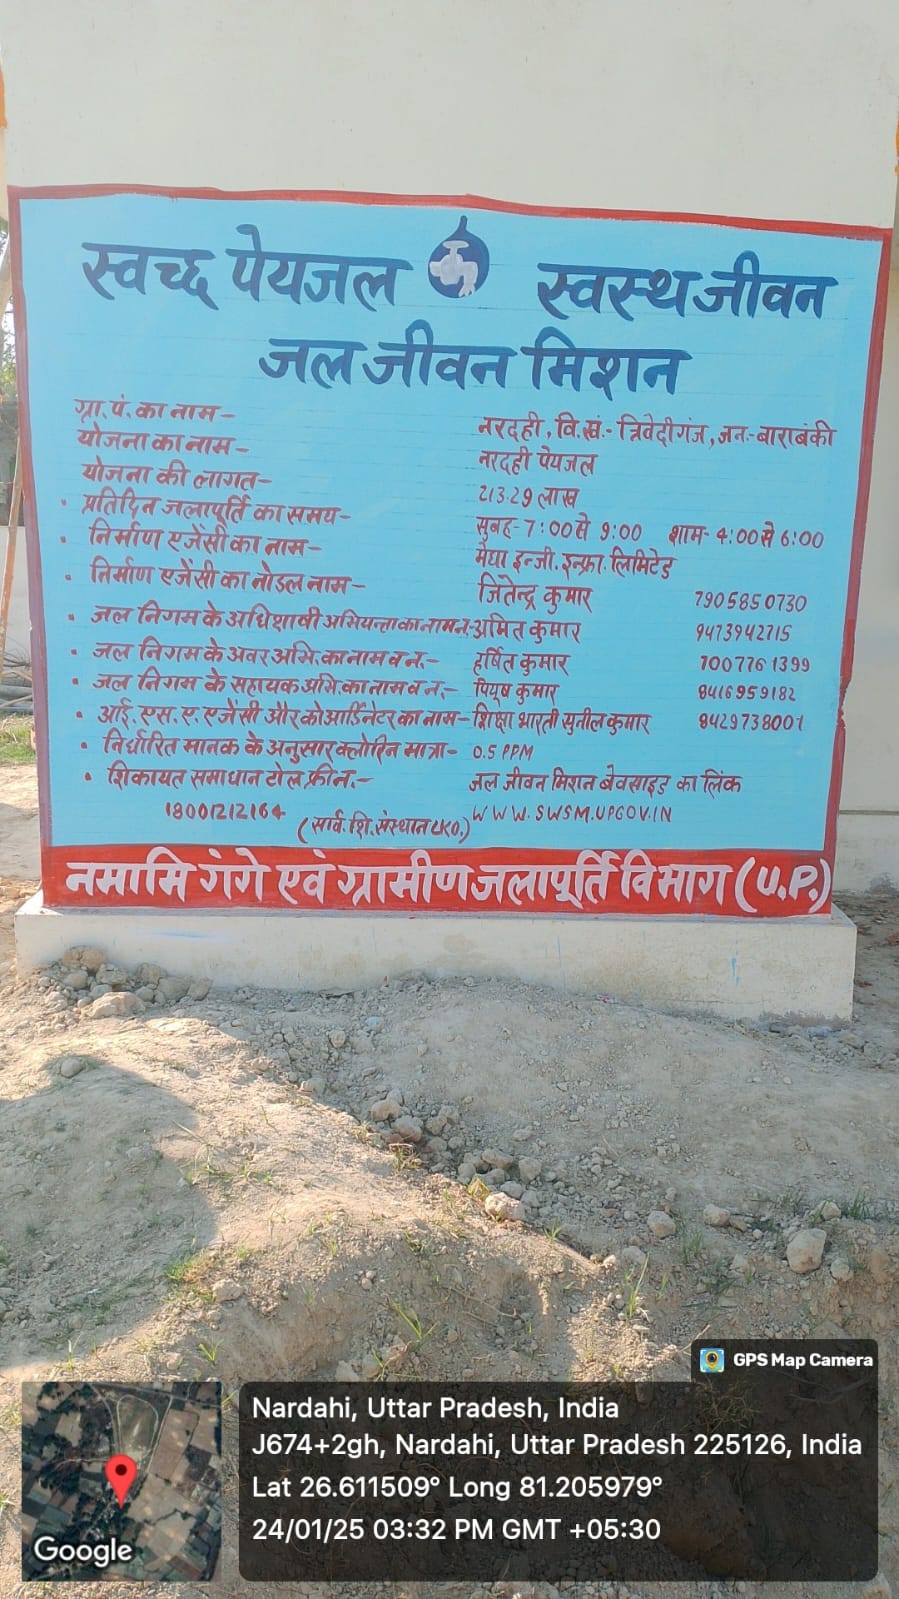 स्वच्छ पेयजल स्वस्थ जीवन
जल जीवन मिशन
ग्रा. पं. का नाम- नरदही, वि.खं.- त्रिवेदीगंज, जन.- बाराबंकी
योजना का नाम- नरदही पेयजल
योजना की लागत- 213.29 लाख
• प्रतिदिन जलापूर्ति का समय- सुबह- 7:00 से 9:00 शाम- 4:00 से 6:00
• निर्माण एजेंसी का नाम- मेघा इन्जी. इन्फ्रा. लिमिटेड
• निर्माण एजेंसी का नोडल नाम- जितेन्द्र कुमार 7905850730
• जल निगम के अधिशाषी अभियन्ता का नाम न.- अमित कुमार 9473942715
• जल निगम के अवर अभि. का नाम व न.- हर्षित कुमार 7007761399
• जल निगम के सहायक अभि. का नाम व न.- पियूष कुमार 8416959182
• आई. एस. ए. एजेंसी और कोआर्डिनेटर का नाम- शिक्षा भारती सुनील कुमार 8429738001
• निर्धारित मानक के अनुसार क्लोरिन मात्रा- 0.5 PPM
• शिकायत समाधान टोल फ्री न.- जल जीवन मिशन बेवसाइड का लिंक
18001212164 (सार्व. शि. संस्थान LKO.) WWW.SWSM.UPGOV.IN
नमामि गंगे एवं ग्रामीण जलापूर्ति विभाग (U.P.)
GPS Map Camera
Nardahi, Uttar Pradesh, India
J674+2gh, Nardahi, Uttar Pradesh 225126, India
Lat 26.611509° Long 81.205979°
24/01/25 03:32 PM GMT +05:30
Google